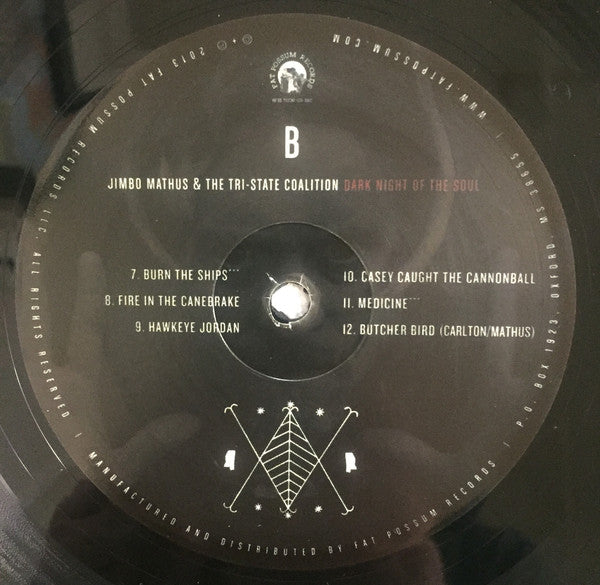 FAT POSSUM RECORDS
B
JIMBO MATHUS & THE TRI-STATE COALITION DARK NIGHT OF THE SOUL
7. BURN THE SHIPS***
8. FIRE IN THE CANEBRAKE
9. HAWKEYE JORDAN
10. CASEY CAUGHT THE CANNONBALL
11. MEDICINE***
12. BUTCHER BIRD (CARLTON/MATHUS)
℗ + © 2013 FAT POSSUM RECORDS LLC. ALL RIGHTS RESERVED | MANUFACTURED AND DISTRIBUTED BY FAT POSSUM RECORDS | P.O. BOX 1923, OXFORD, MS 38655 | WWW.FATPOSSUM.COM